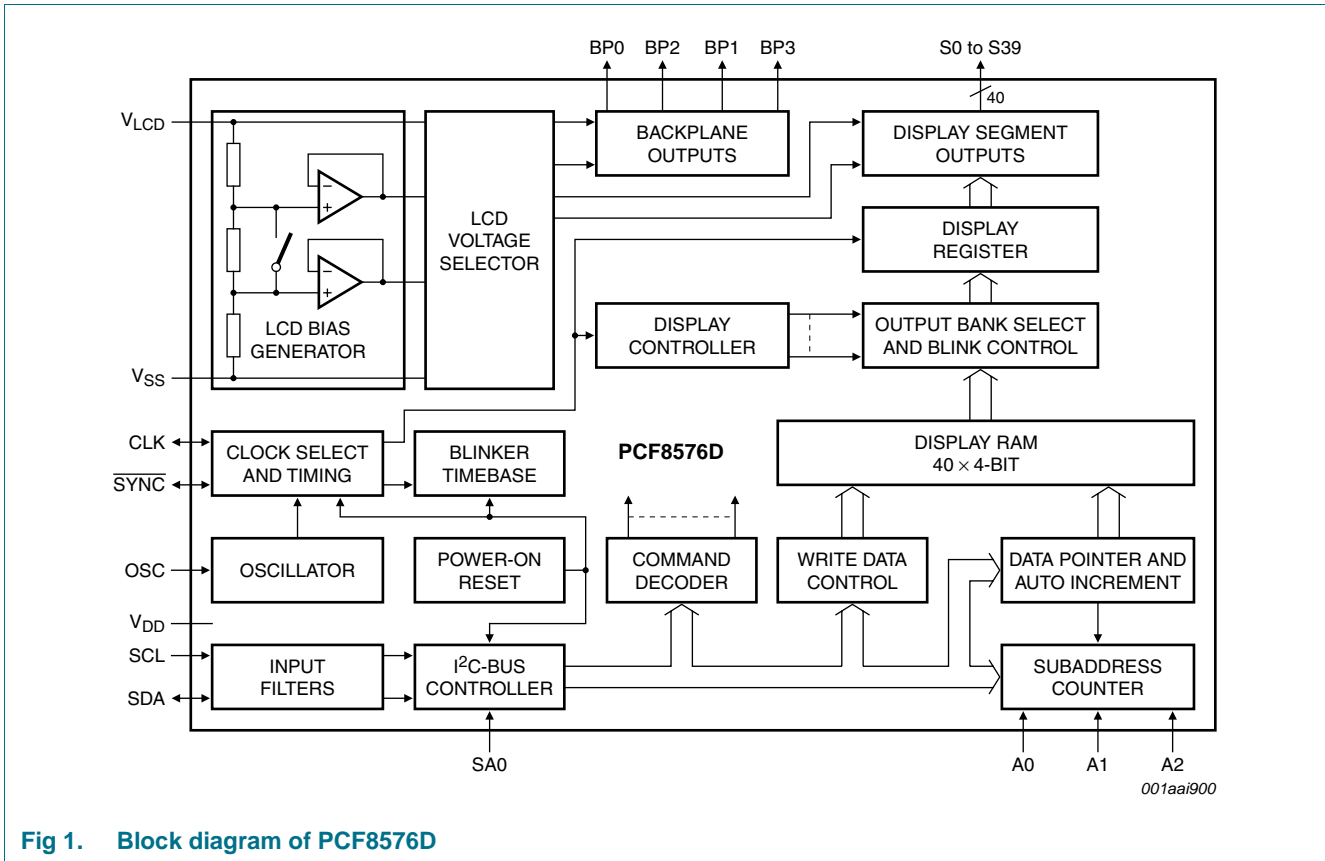 BP0 BP2 BP1 BP3 S0 to S39
40
VLCD
BACKPLANE
OUTPUTS
DISPLAY SEGMENT
OUTPUTS
−
+
−
+
LCD BIAS
GENERATOR
LCD
VOLTAGE
SELECTOR
DISPLAY
REGISTER
DISPLAY
CONTROLLER
OUTPUT BANK SELECT
AND BLINK CONTROL
VSS
CLK
SYNC
CLOCK SELECT
AND TIMING
BLINKER
TIMEBASE
PCF8576D
DISPLAY RAM
40 × 4-BIT
OSC
OSCILLATOR
POWER-ON
RESET
COMMAND
DECODER
WRITE DATA
CONTROL
DATA POINTER AND
AUTO INCREMENT
VDD
SCL
SDA
INPUT
FILTERS
I²C-BUS
CONTROLLER
SUBADDRESS
COUNTER
SA0 A0 A1 A2
001aai900
Fig 1. Block diagram of PCF8576D